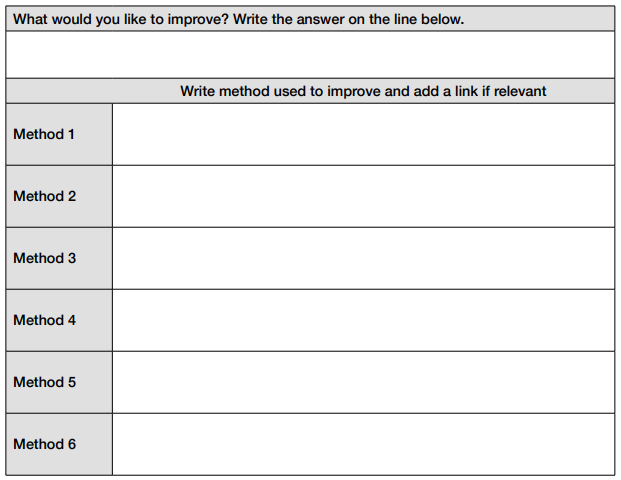 What would you like to improve? Write the answer on the line below.
Write method used to improve and add a link if relevant
Method 1
Method 2
Method 3
Method 4
Method 5
Method 6